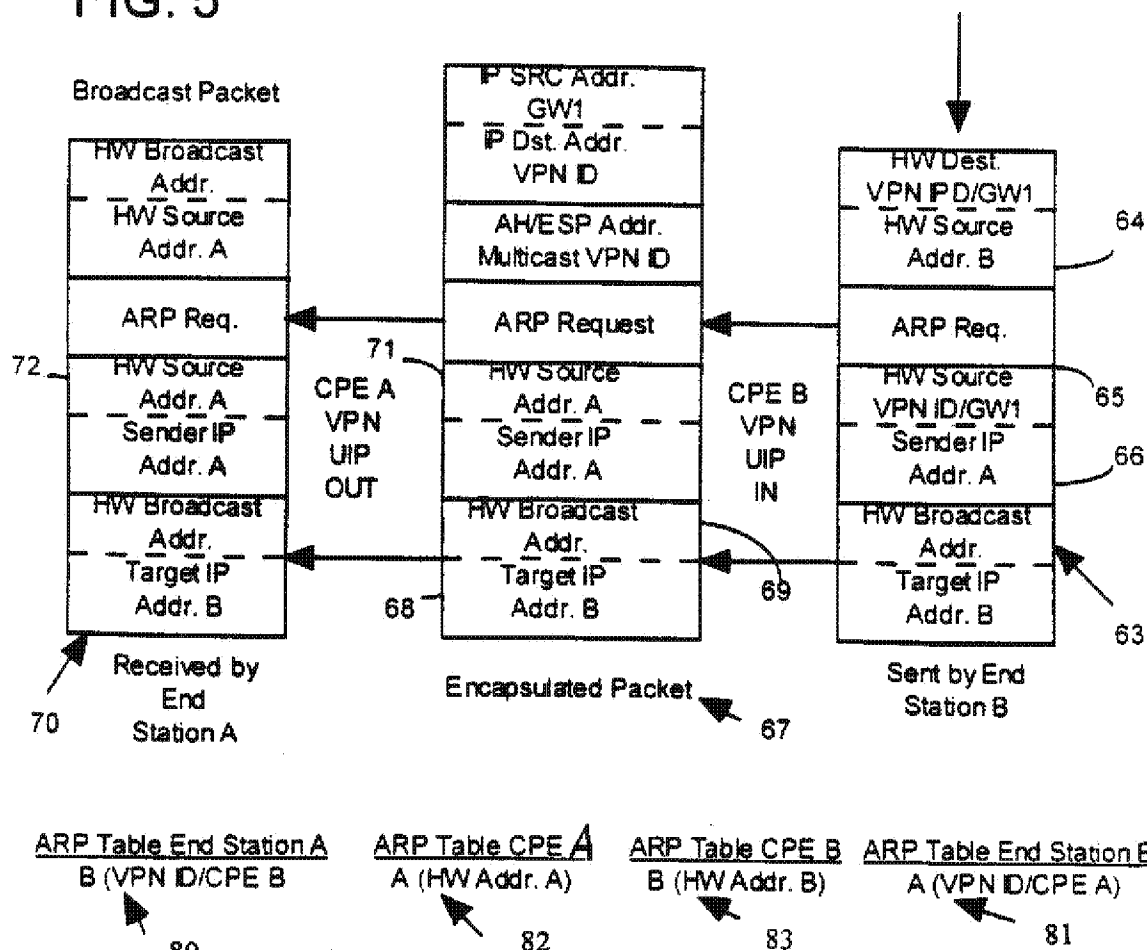 FIG. 5
Broadcast Packet
HW Broadcast
Addr.
HW Source
Addr. A
ARP Req.
HW Source
Addr. A
Sender IP
Addr. A
HW Broadcast
Addr.
Target IP
Addr. B
Received by
End
Station A
70
72
CPE A
VPN
UIP
OUT
IP SRC Addr.
GW1
IP Dst. Addr.
VPN ID
AH/ESP Addr.
Multicast VPN ID
ARP Request
HW Source
Addr. A
Sender IP
Addr. A
HW Broadcast
Addr.
Target IP
Addr. B
Encapsulated Packet
67
71
68
69
CPE B
VPN
UIP
IN
HW Dest.
VPN IPD/GW1
HW Source
Addr. B
ARP Req.
HW Source
VPN ID/GW1
Sender IP
Addr. A
HW Broadcast
Addr.
Target IP
Addr. B
Sent by End
Station B
64
65
66
63
ARP Table End Station A
B (VPN ID/CPE B
80
ARP Table CPE A
A (HW Addr. A)
82
ARP Table CPE B
B (HW Addr. B)
83
ARP Table End Station B
A (VPN ID/CPE A)
81